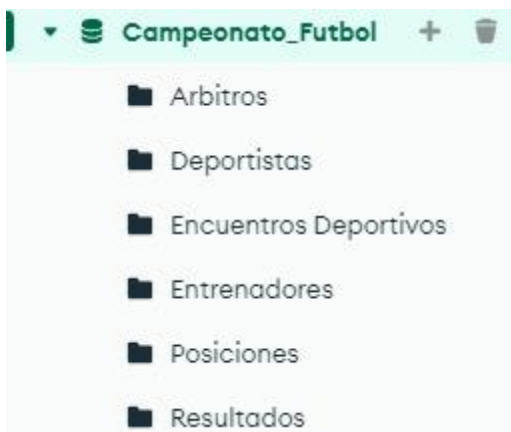 Campeonato_Futbol
Arbitros
Deportistas
Encuentros Deportivos
Entrenadores
Posiciones
Resultados